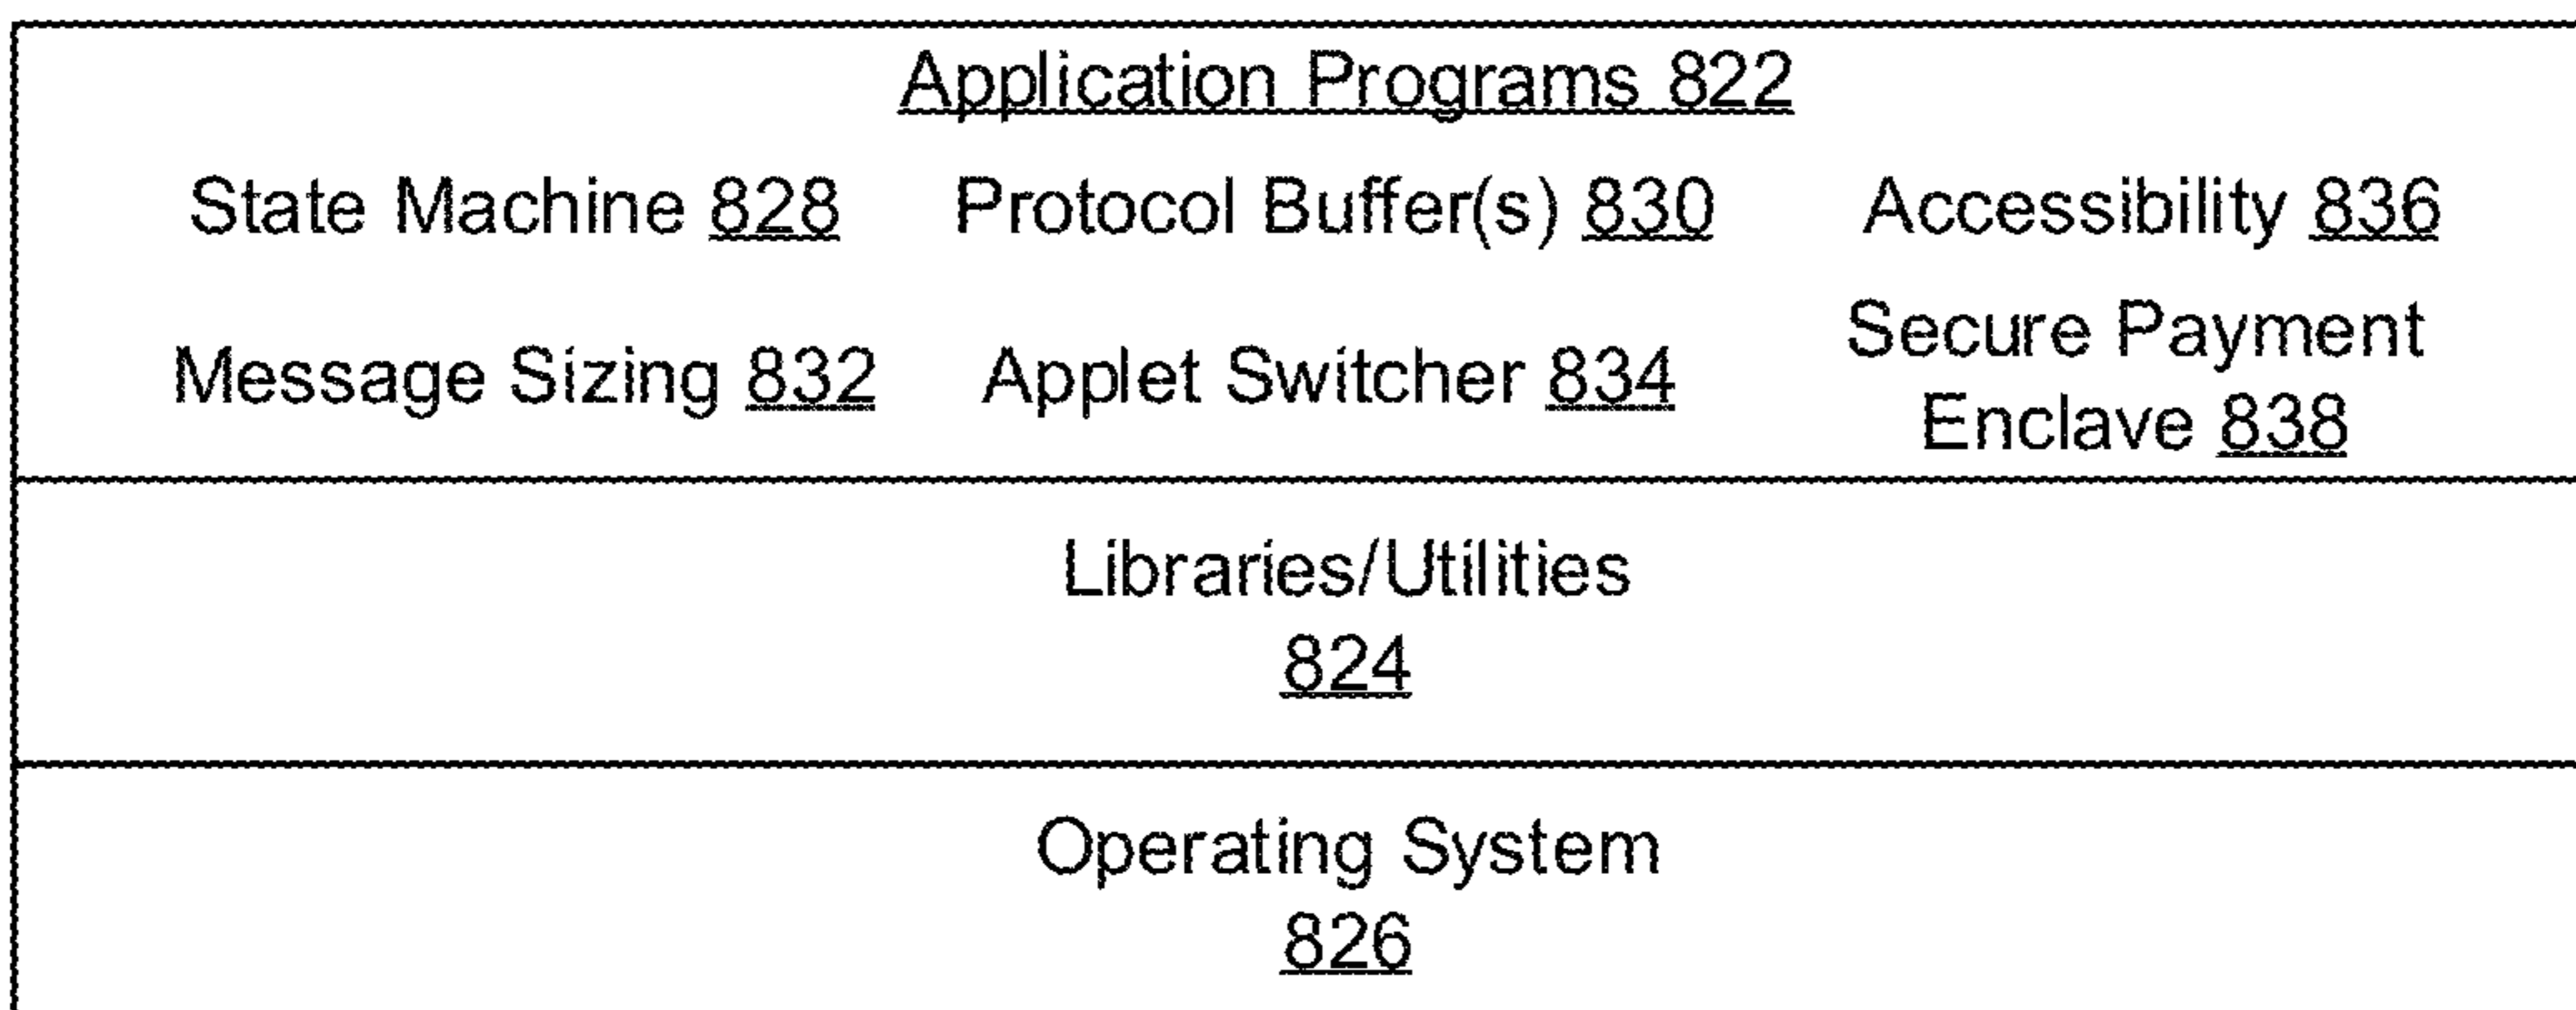 Application Programs 822
State Machine 828 Protocol Buffer(s) 830 Accessibility 836
Message Sizing 832 Applet Switcher 834 Secure Payment
Enclave 838
Libraries/Utilities
824
Operating System
826